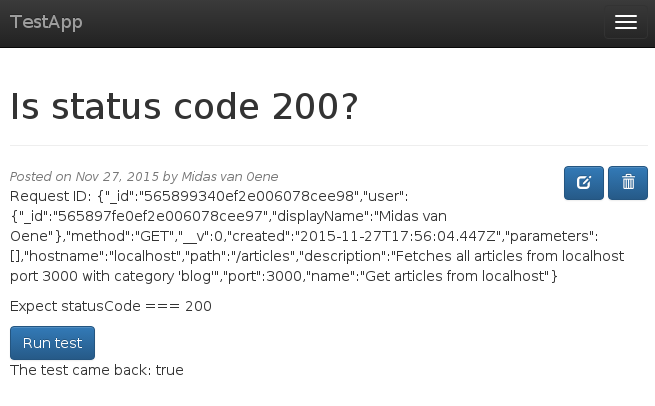 TestApp
Is status code 200?
Posted on Nov 27, 2015 by Midas van Oene
Request ID: {"_id":"565899340ef2e006078cee98","user":
{"_id":"565897fe0ef2e006078cee97","displayName":"Midas van
Oene"},"method":"GET","__v":0,"created":"2015-11-27T17:56:04.447Z","parameters":
[],"hostname":"localhost","path":"/articles","description":"Fetches all articles from localhost
port 3000 with category 'blog'","port":3000,"name":"Get articles from localhost"}
Expect statusCode === 200
Run test
The test came back: true